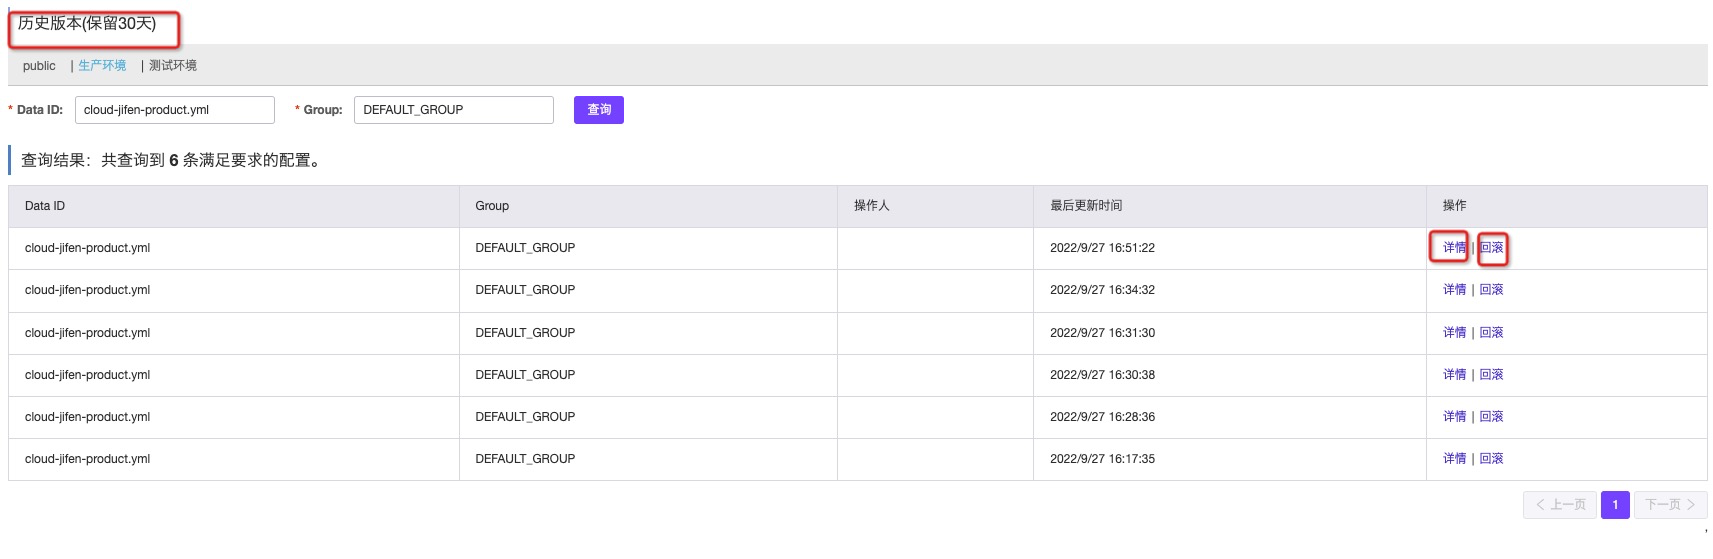 历史版本(保留30天)
public | 生产环境 | 测试环境
* Data ID: cloud-jifen-product.yml * Group: DEFAULT_GROUP 查询
查询结果：共查询到 6 条满足要求的配置。
Data ID Group 操作人 最后更新时间 操作
cloud-jifen-product.yml DEFAULT_GROUP 2022/9/27 16:51:22 详情 | 回滚
cloud-jifen-product.yml DEFAULT_GROUP 2022/9/27 16:34:32 详情 | 回滚
cloud-jifen-product.yml DEFAULT_GROUP 2022/9/27 16:31:30 详情 | 回滚
cloud-jifen-product.yml DEFAULT_GROUP 2022/9/27 16:30:38 详情 | 回滚
cloud-jifen-product.yml DEFAULT_GROUP 2022/9/27 16:28:36 详情 | 回滚
cloud-jifen-product.yml DEFAULT_GROUP 2022/9/27 16:17:35 详情 | 回滚
上一页 1 下一页